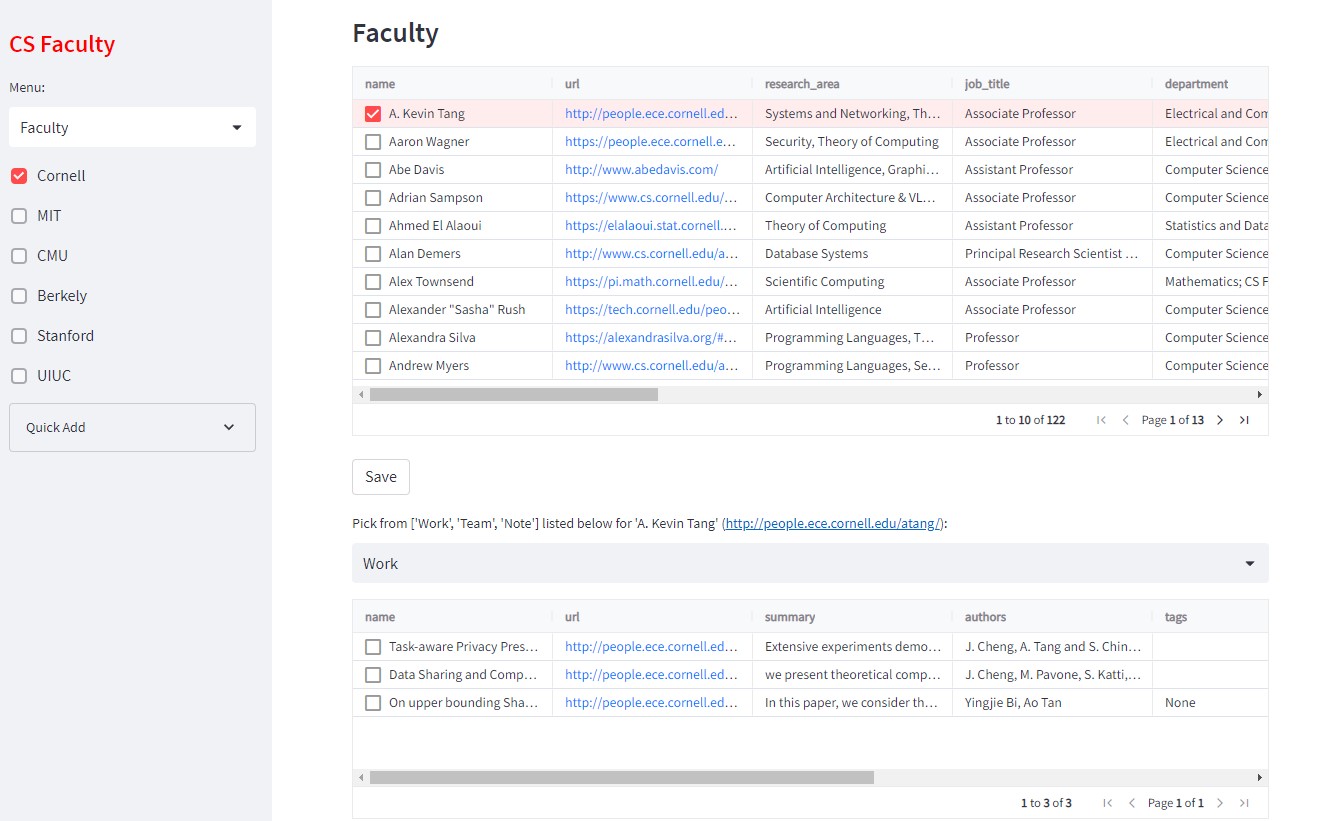 CS Faculty
Menu:
Faculty
Cornell
MIT
CMU
Berkely
Stanford
UIUC
Quick Add
Faculty
name url research_area job_title department
A. Kevin Tang http://people.ece.cornell.ed… Systems and Networking, Th… Associate Professor Electrical and Com
Aaron Wagner https://people.ece.cornell.e… Security, Theory of Computing Associate Professor Electrical and Com
Abe Davis http://www.abedavis.com/ Artificial Intelligence, Graphi… Assistant Professor Computer Science
Adrian Sampson https://www.cs.cornell.edu/… Computer Architecture & VL… Associate Professor Computer Science
Ahmed El Alaoui https://elalaoui.stat.cornell.… Theory of Computing Assistant Professor Statistics and Data
Alan Demers http://www.cs.cornell.edu/a… Database Systems Principal Research Scientist … Computer Science
Alex Townsend https://pi.math.cornell.edu/… Scientific Computing Associate Professor Mathematics; CS F
Alexander "Sasha" Rush https://tech.cornell.edu/peo… Artificial Intelligence Associate Professor Computer Science
Alexandra Silva https://alexandrasilva.org/#… Programming Languages, T… Professor Computer Science
Andrew Myers http://www.cs.cornell.edu/a… Programming Languages, Se… Professor Computer Science
1 to 10 of 122 Page 1 of 13
Save
Pick from ['Work', 'Team', 'Note'] listed below for 'A. Kevin Tang' (http://people.ece.cornell.edu/atang/):
Work
name url summary authors tags
Task-aware Privacy Pres… http://people.ece.cornell.ed… Extensive experiments demo… J. Cheng, A. Tang and S. Chin…
Data Sharing and Comp… http://people.ece.cornell.ed… we present theoretical comp… J. Cheng, M. Pavone, S. Katti,…
On upper bounding Sha… http://people.ece.cornell.ed… In this paper, we consider th… Yingjie Bi, Ao Tan None
1 to 3 of 3 Page 1 of 1